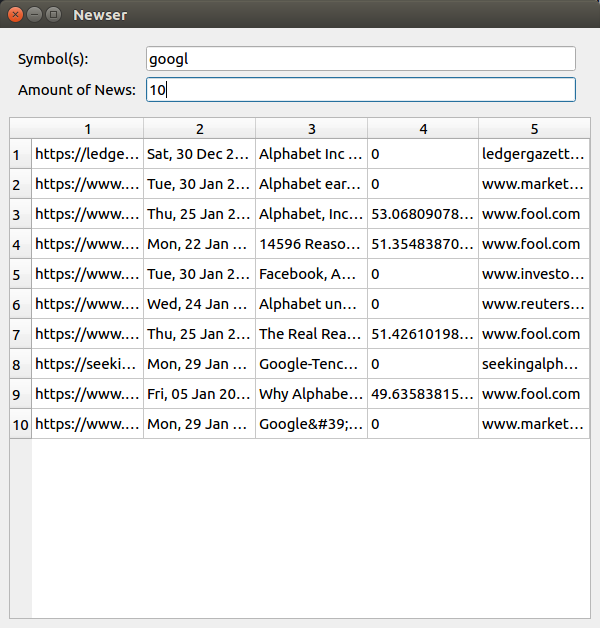 Newser
Symbol(s): googl
Amount of News: 10
1 2 3 4 5
1 https://ledge... Sat, 30 Dec 2... Alphabet Inc ... 0 ledgergazett...
2 https://www.... Tue, 30 Jan 2... Alphabet ear... 0 www.market...
3 https://www.... Thu, 25 Jan 2... Alphabet, Inc... 53.06809078... www.fool.com
4 https://www.... Mon, 22 Jan ... 14596 Reaso... 51.35483870... www.fool.com
5 https://www.... Tue, 30 Jan 2... Facebook, A... 0 www.investo...
6 https://www.... Wed, 24 Jan ... Alphabet un... 0 www.reuters...
7 https://www.... Thu, 25 Jan 2... The Real Rea... 51.42610198... www.fool.com
8 https://seeki... Mon, 29 Jan ... Google-Tenc... 0 seekingalph...
9 https://www.... Fri, 05 Jan 20... Why Alphabe... 49.63583815... www.fool.com
10 https://www.... Mon, 29 Jan ... Google&#39;... 0 www.market...